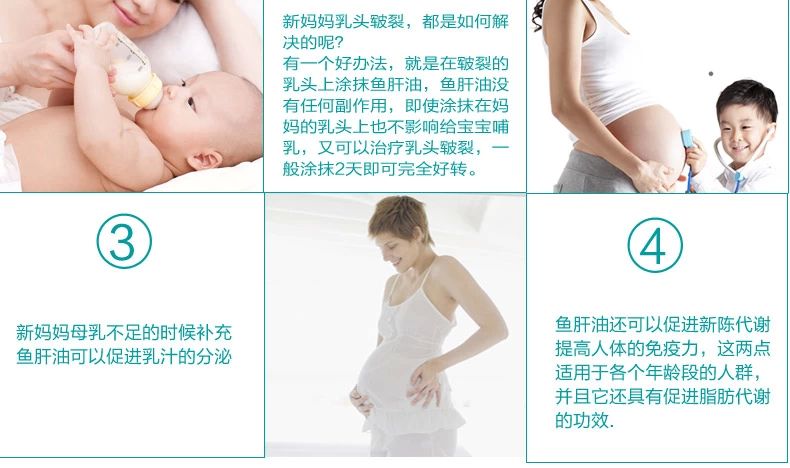 新妈妈乳头皲裂，都是如何解
决的呢?
有一个好办法，就是在皲裂的
乳头上涂抹鱼肝油，鱼肝油没
有任何副作用，即使涂抹在妈
妈的乳头上也不影响给宝宝哺
乳，又可以治疗乳头皲裂，一
般涂抹2天即可完全好转。
③
新妈妈母乳不足的时候补充
鱼肝油可以促进乳汁的分泌
④
鱼肝油还可以促进新陈代谢
提高人体的免疫力，这两点
适用于各个年龄段的人群，
并且它还具有促进脂肪代谢
的功效.